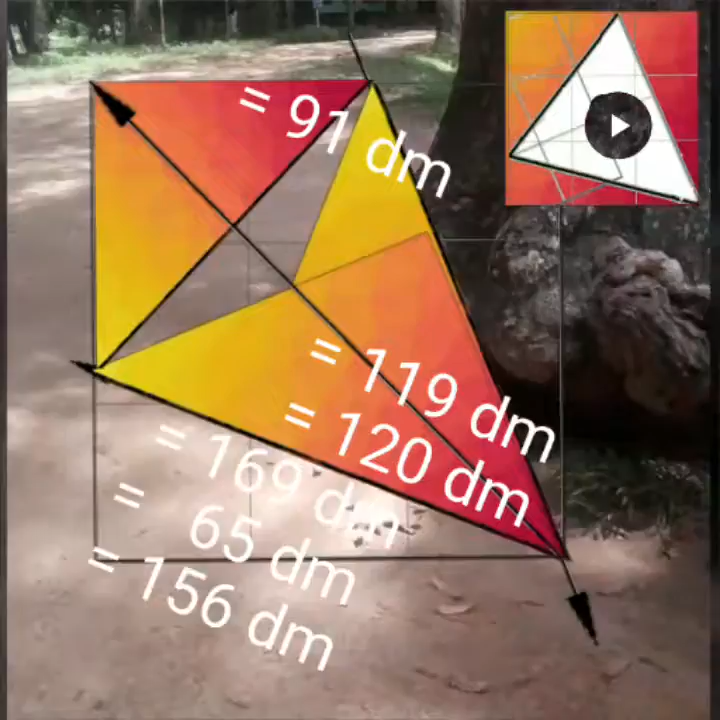 = 91 dm
= 119 dm
= 120 dm
= 169 dm
= 65 dm
= 156 dm